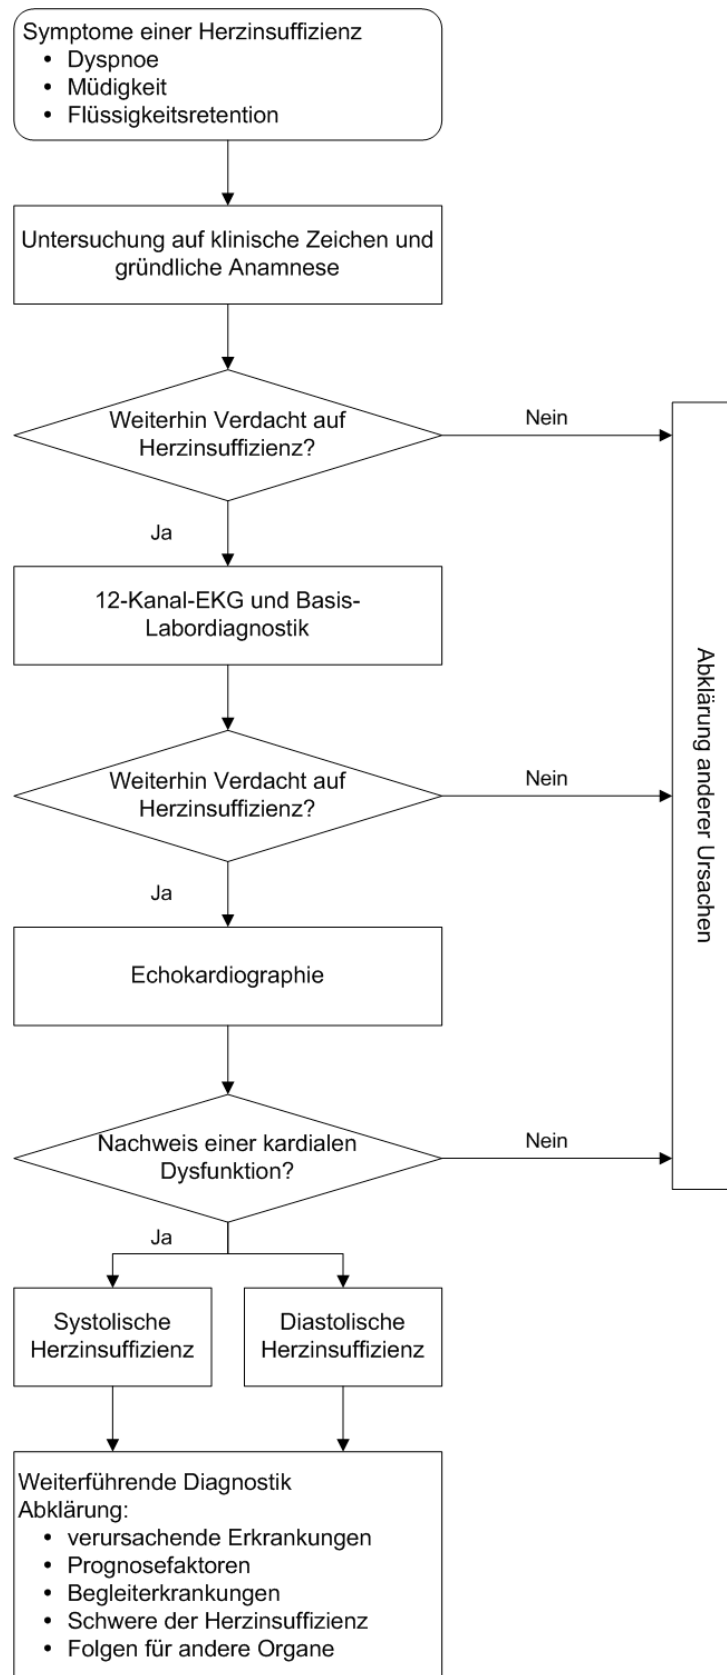 Symptome einer Herzinsuffizienz
• Dyspnoe
• Müdigkeit
• Flüssigkeitsretention
Untersuchung auf klinische Zeichen und
gründliche Anamnese
Weiterhin Verdacht auf
Herzinsuffizienz?
Nein
Ja
12-Kanal-EKG und Basis-
Labordiagnostik
Weiterhin Verdacht auf
Herzinsuffizienz?
Nein
Ja
Abklärung anderer Ursachen
Echokardiographie
Nachweis einer kardialen
Dysfunktion?
Nein
Ja
Systolische
Herzinsuffizienz
Diastolische
Herzinsuffizienz
Weiterführende Diagnostik
Abklärung:
• verursachende Erkrankungen
• Prognosefaktoren
• Begleiterkrankungen
• Schwere der Herzinsuffizienz
• Folgen für andere Organe